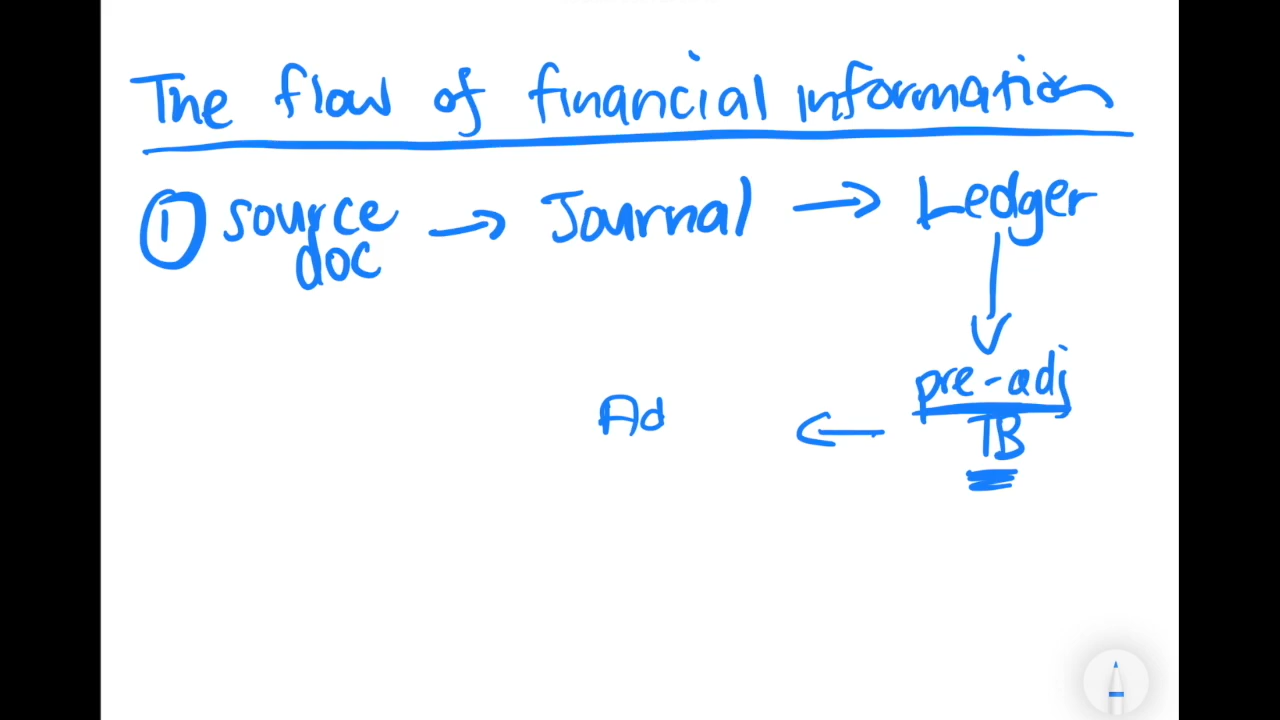 The flow of financial information
① source doc → Journal → Ledger
pre-adj
Ad ← TB